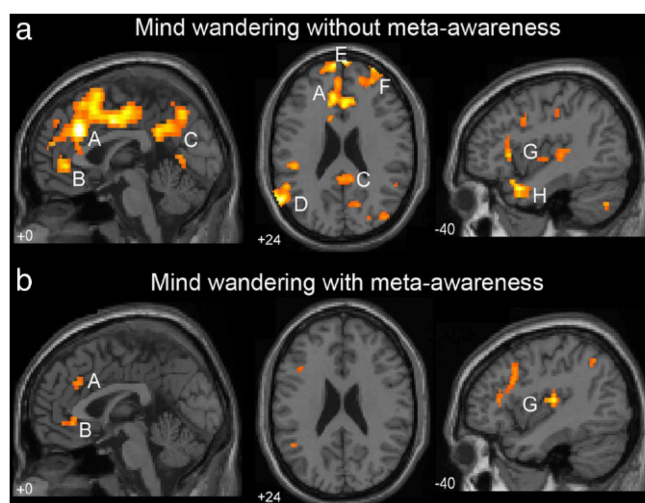 a
Mind wandering without meta-awareness
E
A
F
A
C
G
B
D
C
H
+0
+24
-40
b
Mind wandering with meta-awareness
A
B
G
+0
+24
-40